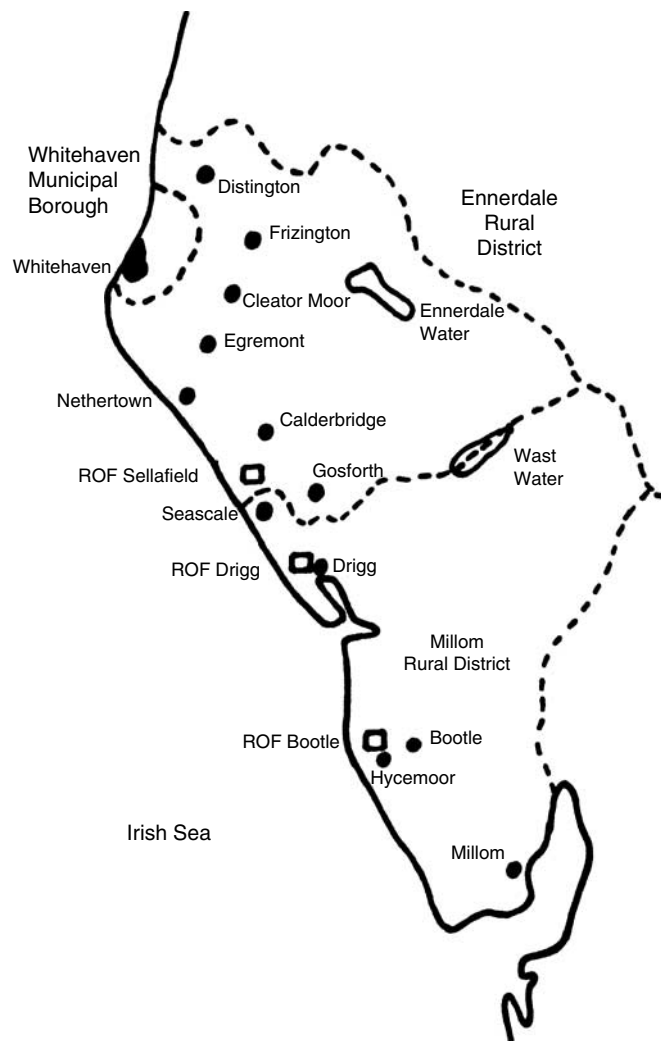 Whitehaven
Municipal
Borough
Distington
Ennerdale
Rural
District
Frizington
Whitehaven
Cleator Moor
Ennerdale
Water
Egremont
Nethertown
Calderbridge
Wast
Water
ROF Sellafield
Gosforth
Seascale
ROF Drigg
Drigg
Millom
Rural District
ROF Bootle
Bootle
Hycemoor
Irish Sea
Millom